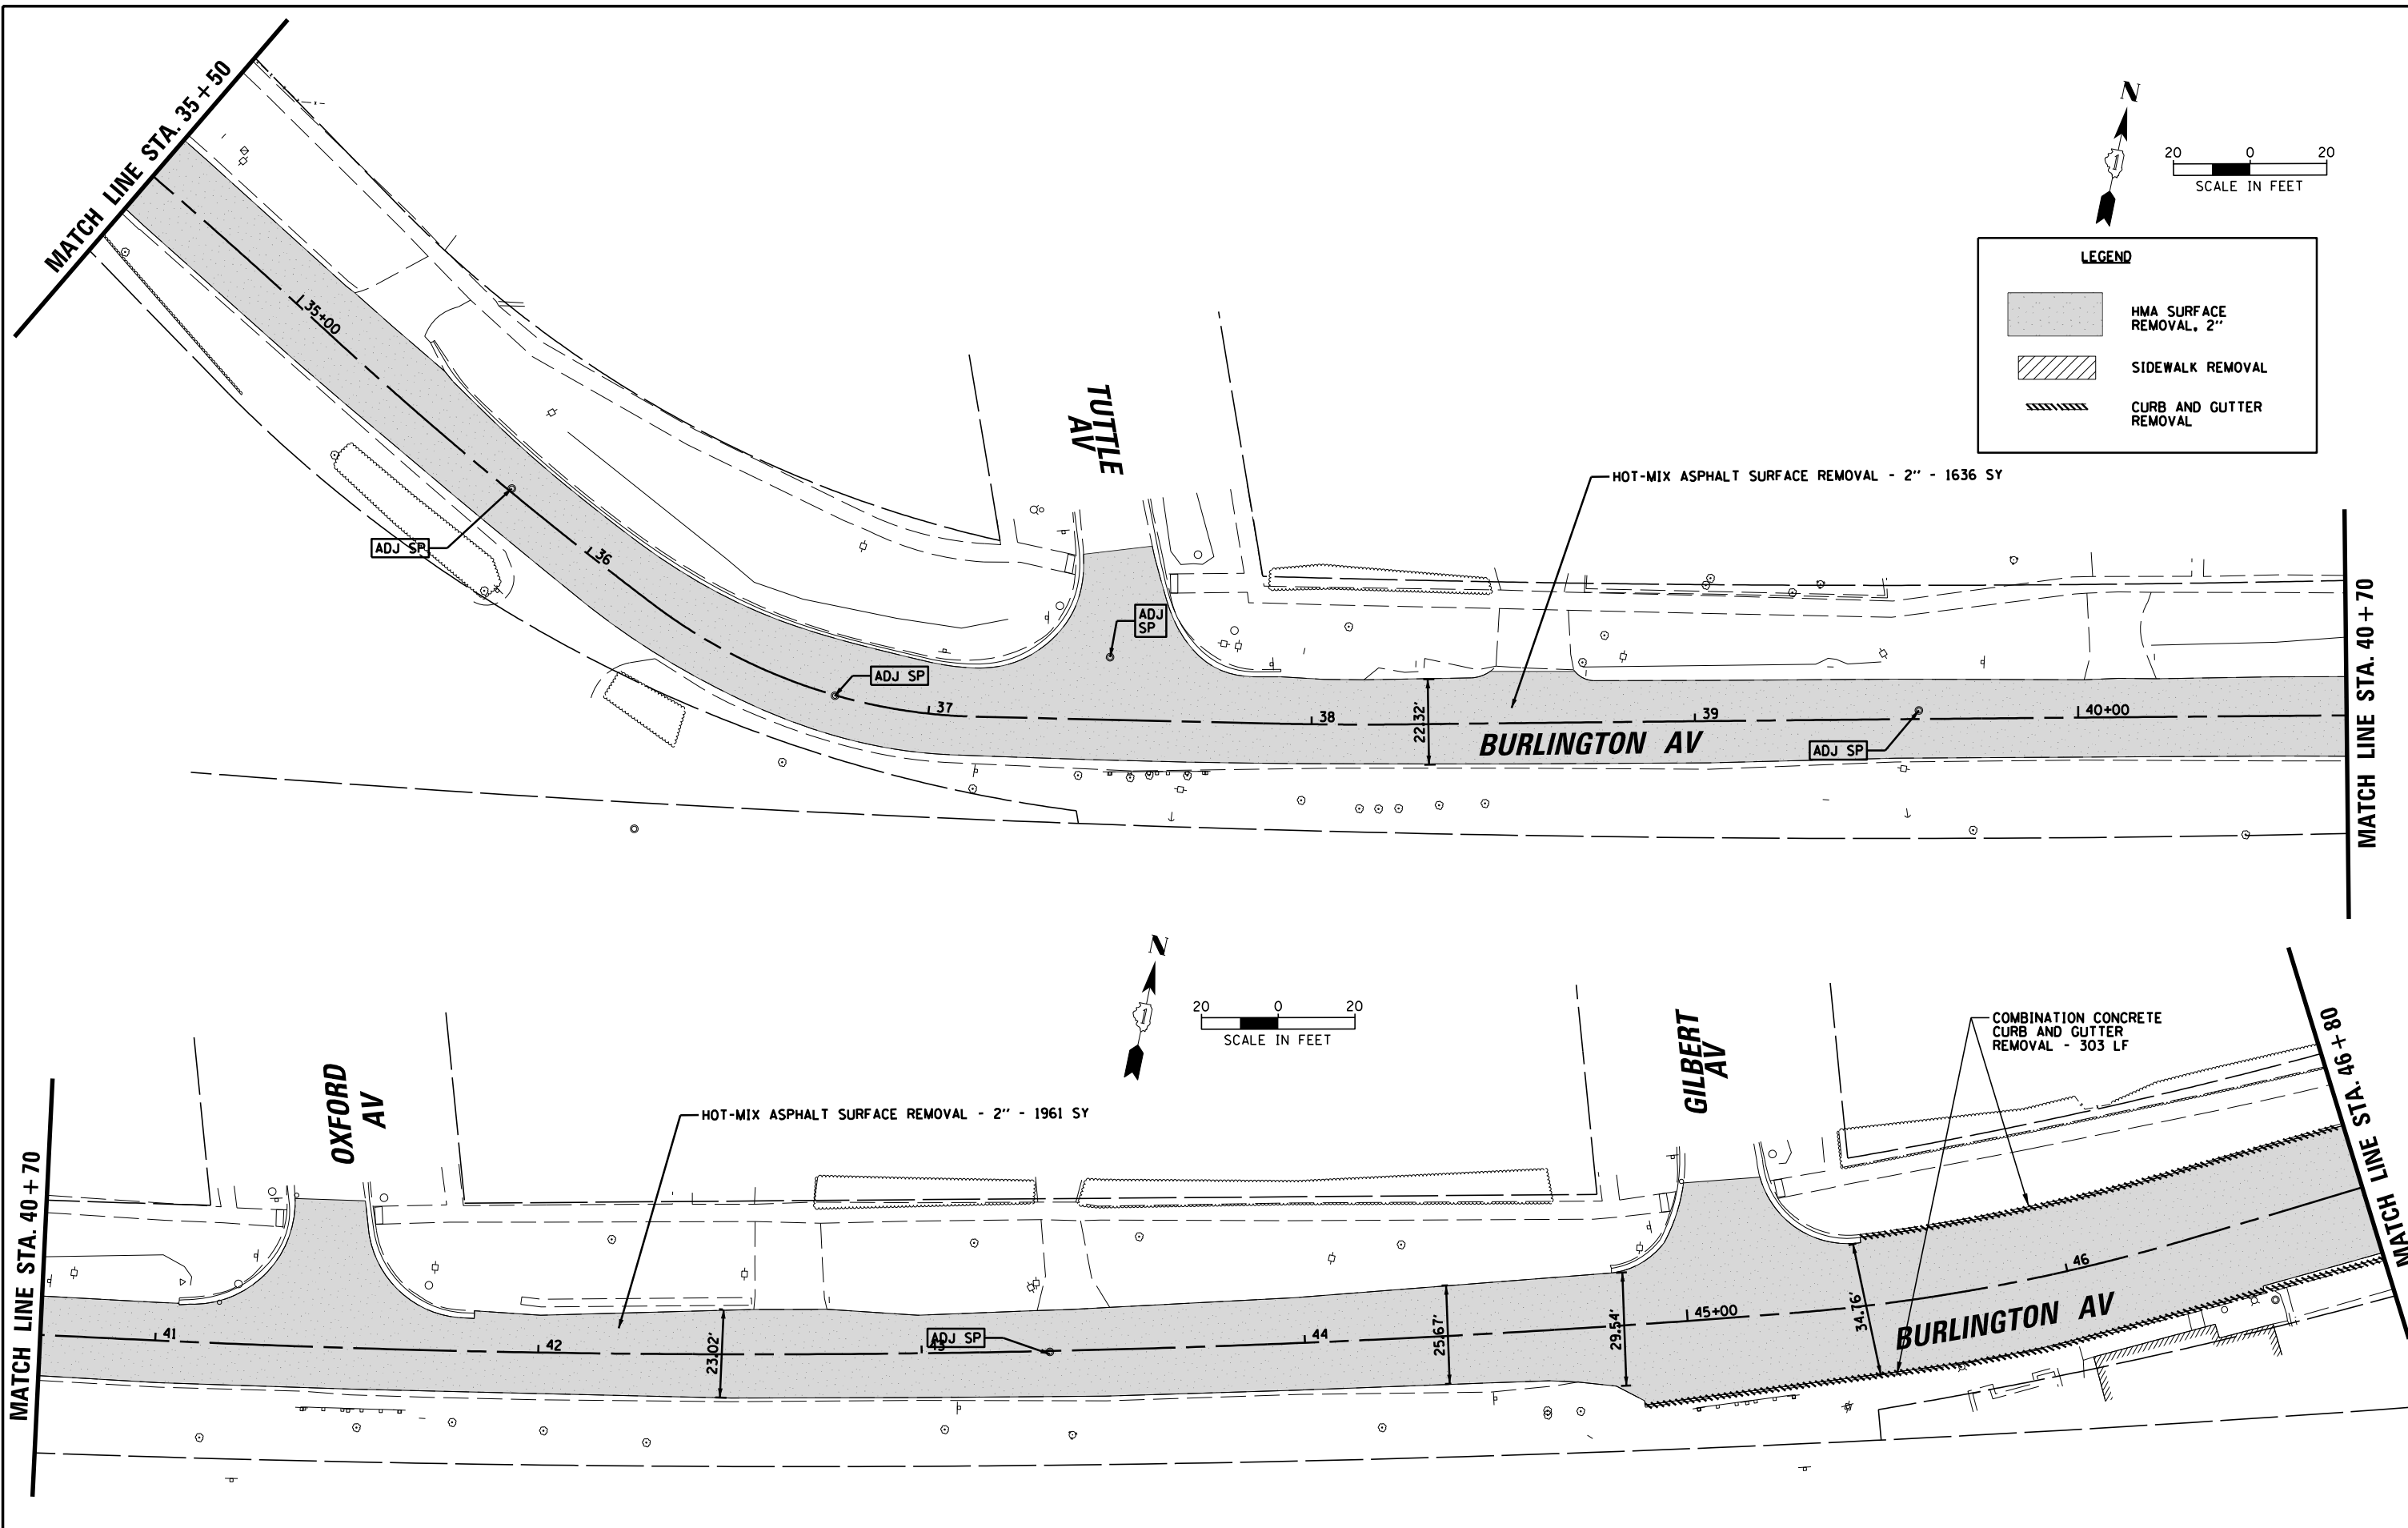 MATCH LINE STA. 35+50
N
1
20 0 20
SCALE IN FEET
LEGEND
HMA SURFACE
REMOVAL, 2"
SIDEWALK REMOVAL
CURB AND GUTTER
REMOVAL
35+00
TUTTLE
AV
HOT-MIX ASPHALT SURFACE REMOVAL - 2" - 1636 SY
ADJ SP
36
ADJ
SP
ADJ SP
37
38
22.32'
39
40+00
BURLINGTON AV
ADJ SP
MATCH LINE STA. 40+70
N
1
20 0 20
SCALE IN FEET
OXFORD
AV
GILBERT
AV
COMBINATION CONCRETE
CURB AND GUTTER
REMOVAL - 303 LF
HOT-MIX ASPHALT SURFACE REMOVAL - 2" - 1961 SY
MATCH LINE STA. 40+70
41
42
23.02'
ADJ SP
43
44
25.67'
29.54'
45+00
34.76'
46
BURLINGTON AV
MATCH LINE STA. 46+80